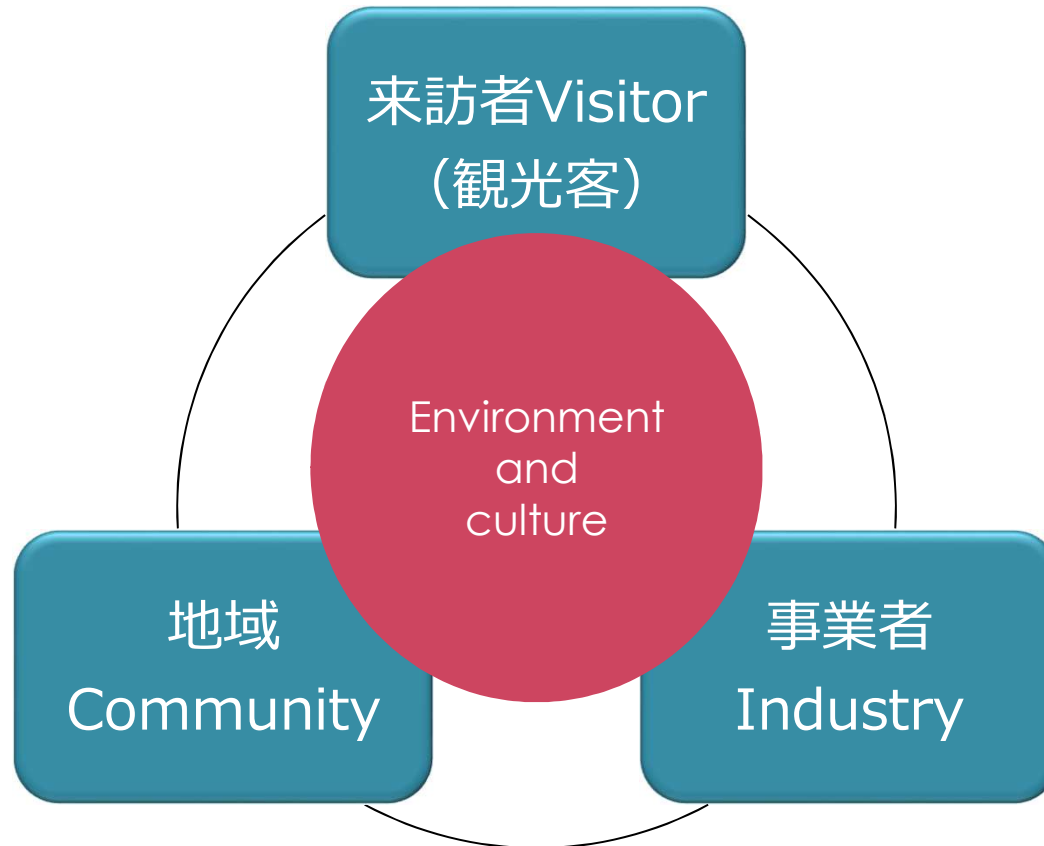 来訪者Visitor
（観光客）
Environment
and
culture
地域
Community
事業者
Industry